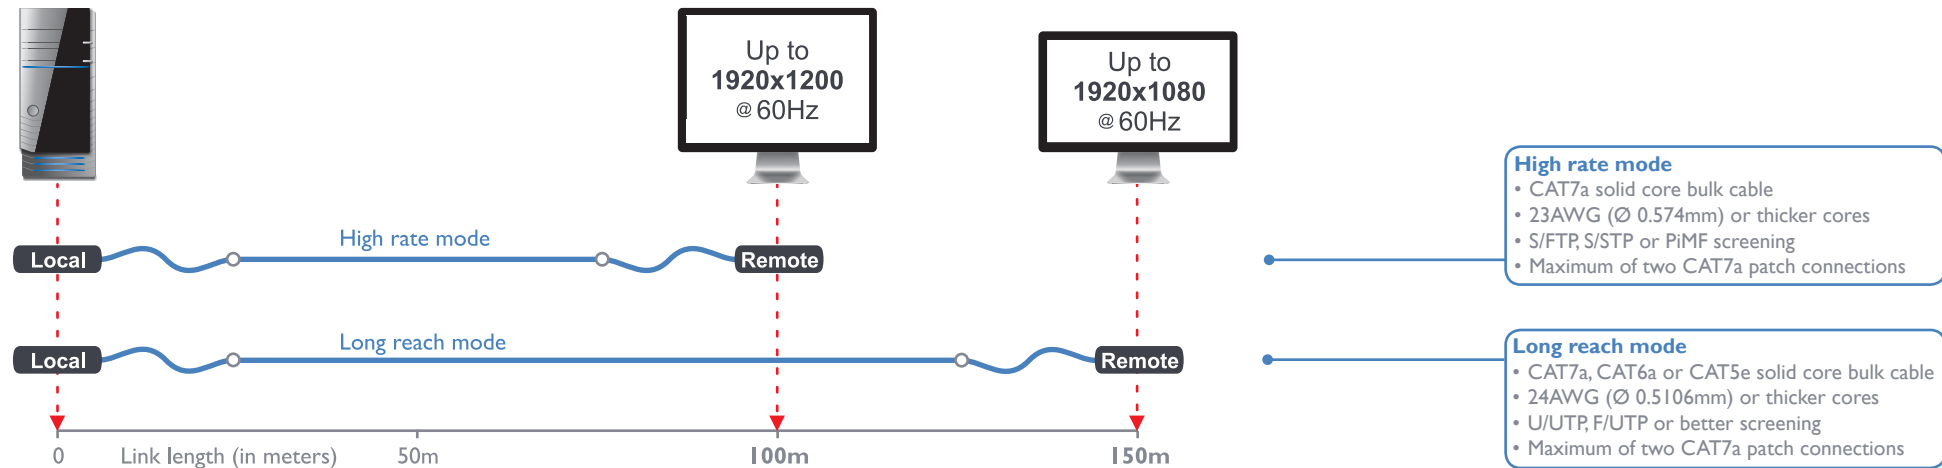 Up to
1920x1200
@ 60Hz
Up to
1920x1080
@ 60Hz
High rate mode
• CAT7a solid core bulk cable
• 23AWG (Ø 0.574mm) or thicker cores
• S/FTP, S/STP or PiMF screening
• Maximum of two CAT7a patch connections
High rate mode
Local
Remote
Long reach mode
Local
Remote
Long reach mode
• CAT7a, CAT6a or CAT5e solid core bulk cable
• 24AWG (Ø 0.5106mm) or thicker cores
• U/UTP, F/UTP or better screening
• Maximum of two CAT7a patch connections
0 Link length (in meters) 50m 100m 150m